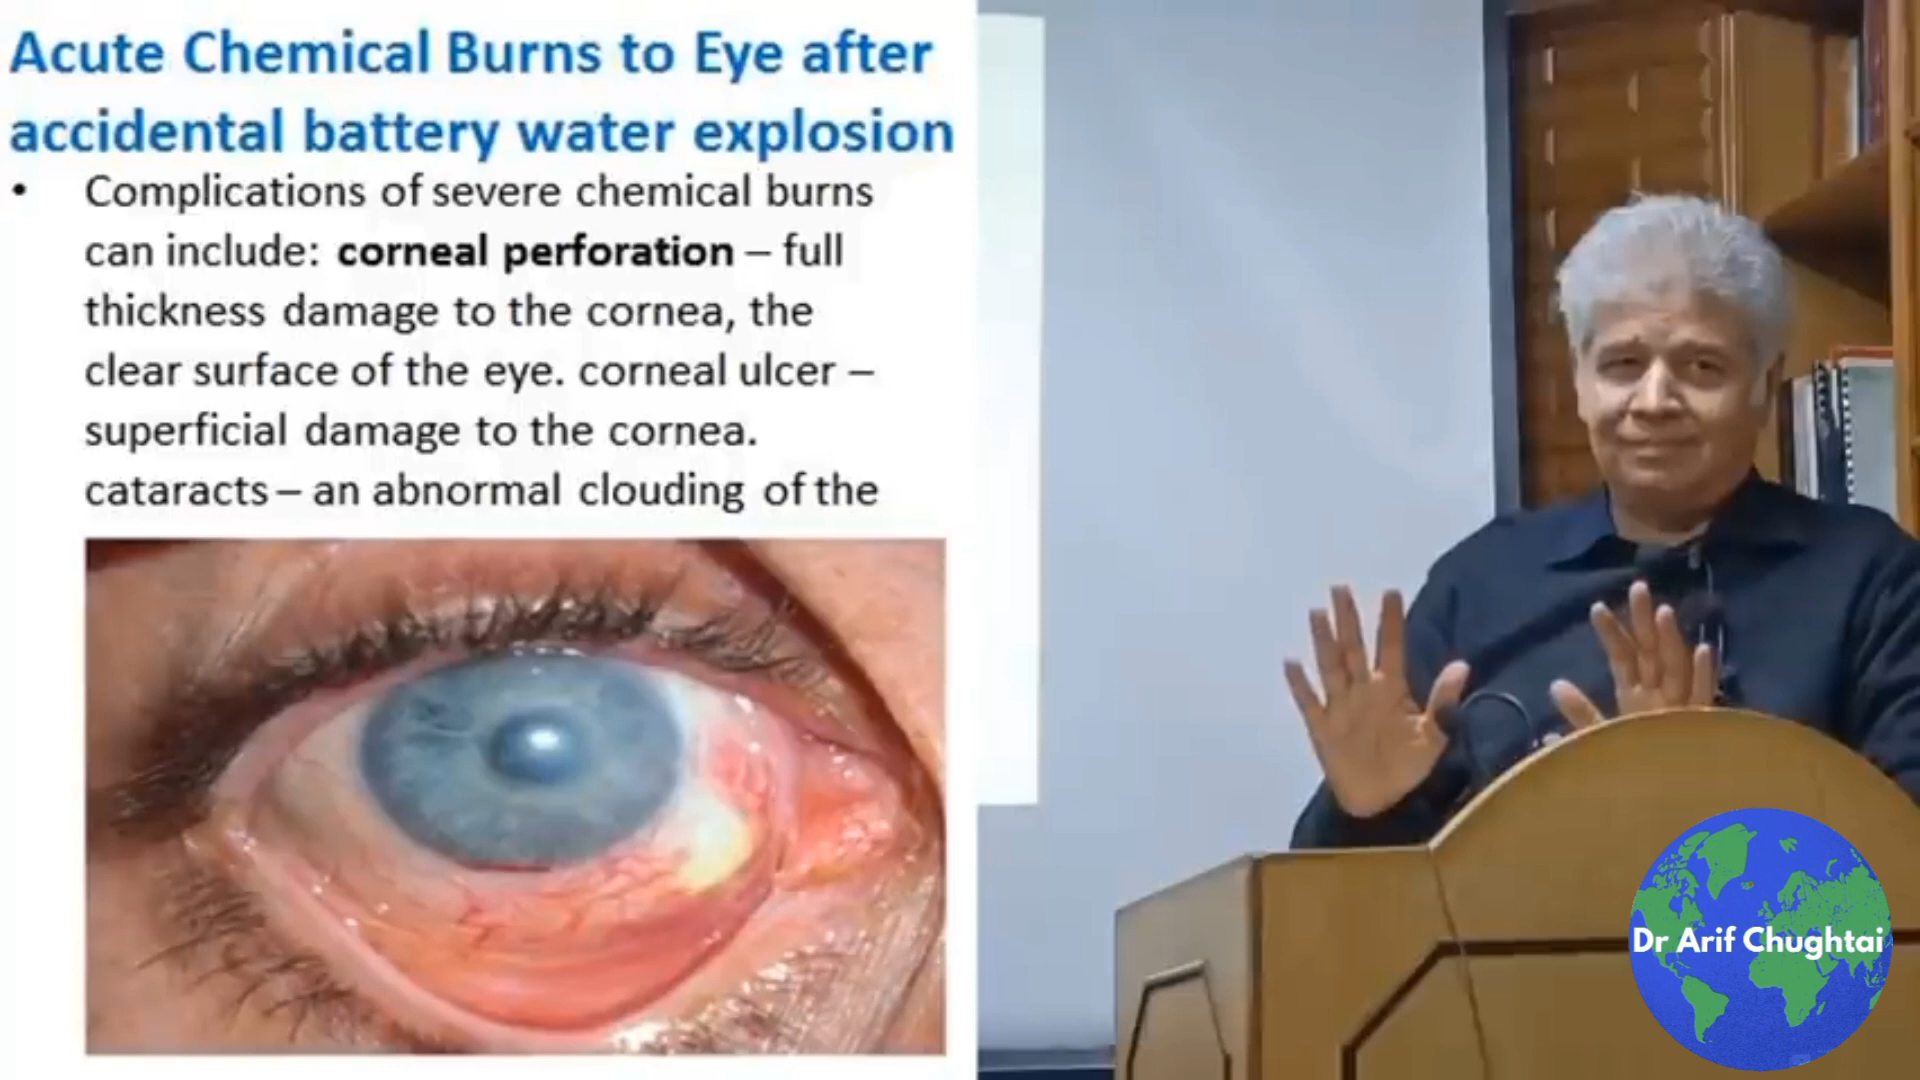 Acute Chemical Burns to Eye after
accidental battery water explosion
• Complications of severe chemical burns
can include: corneal perforation – full
thickness damage to the cornea, the
clear surface of the eye. corneal ulcer –
superficial damage to the cornea.
cataracts – an abnormal clouding of the
Dr Arif Chughtai